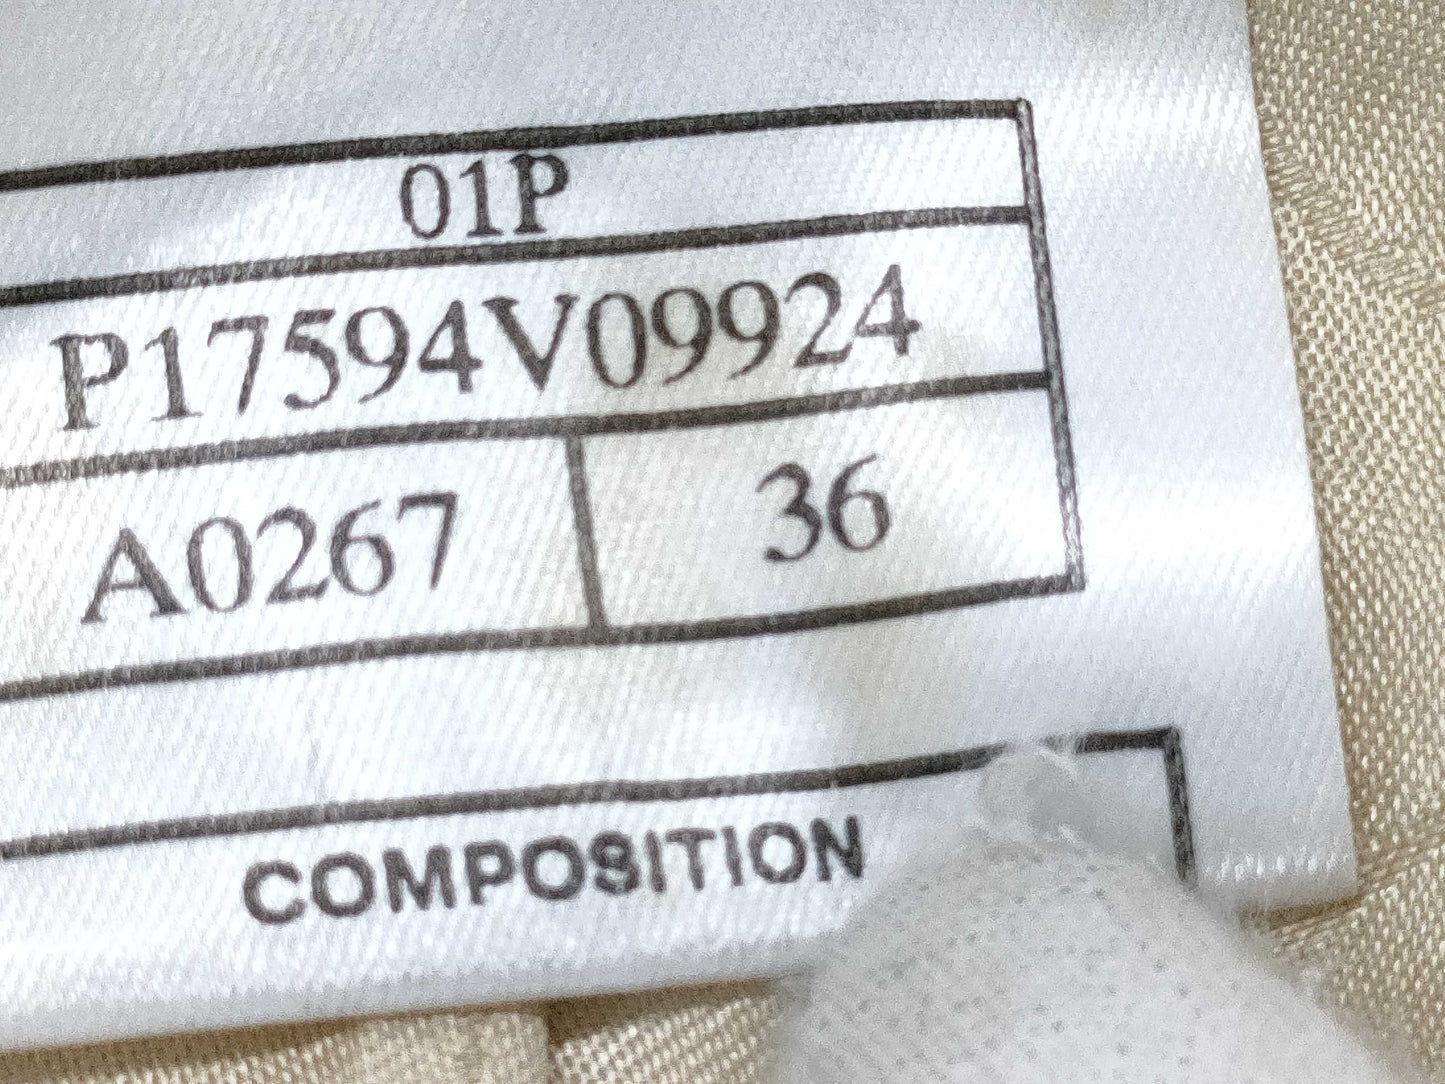 01P
P17594V09924
A0267 36
COMPOSITION